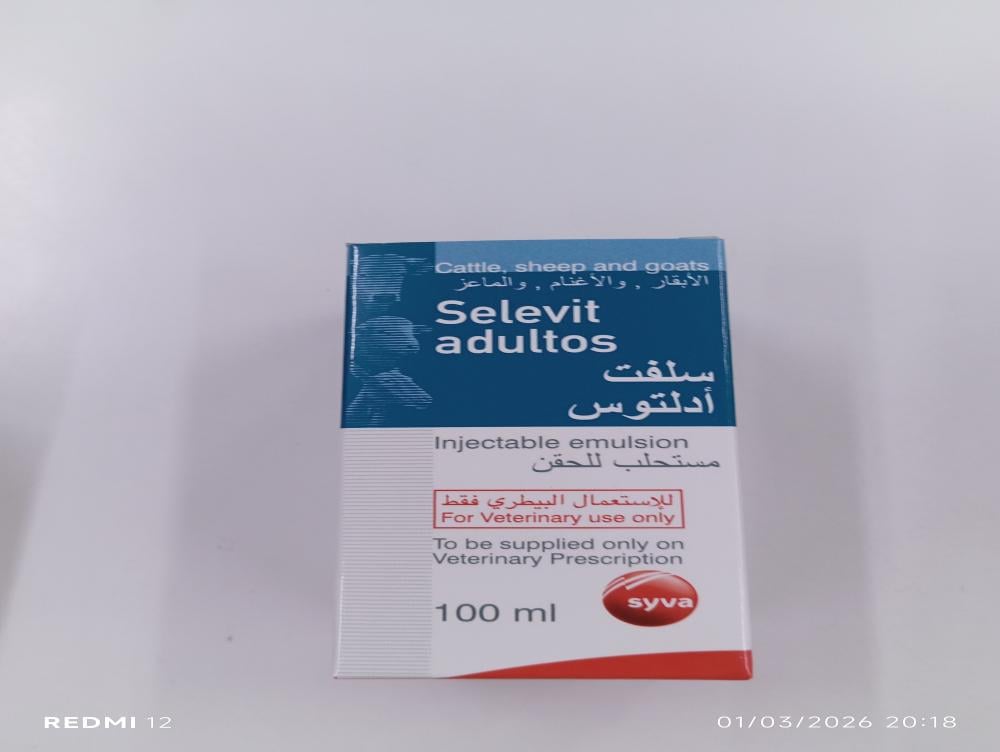 Cattle, sheep and goats
الأبقار , والأغنام , والماعز
Selevit
adultos
سلفت
أدلتوس
Injectable emulsion
مستحلب للحقن
للإستعمال البيطري فقط
For Veterinary use only
To be supplied only on
Veterinary Prescription
syva
100 ml
REDMI 12
01/03/2026 20:18